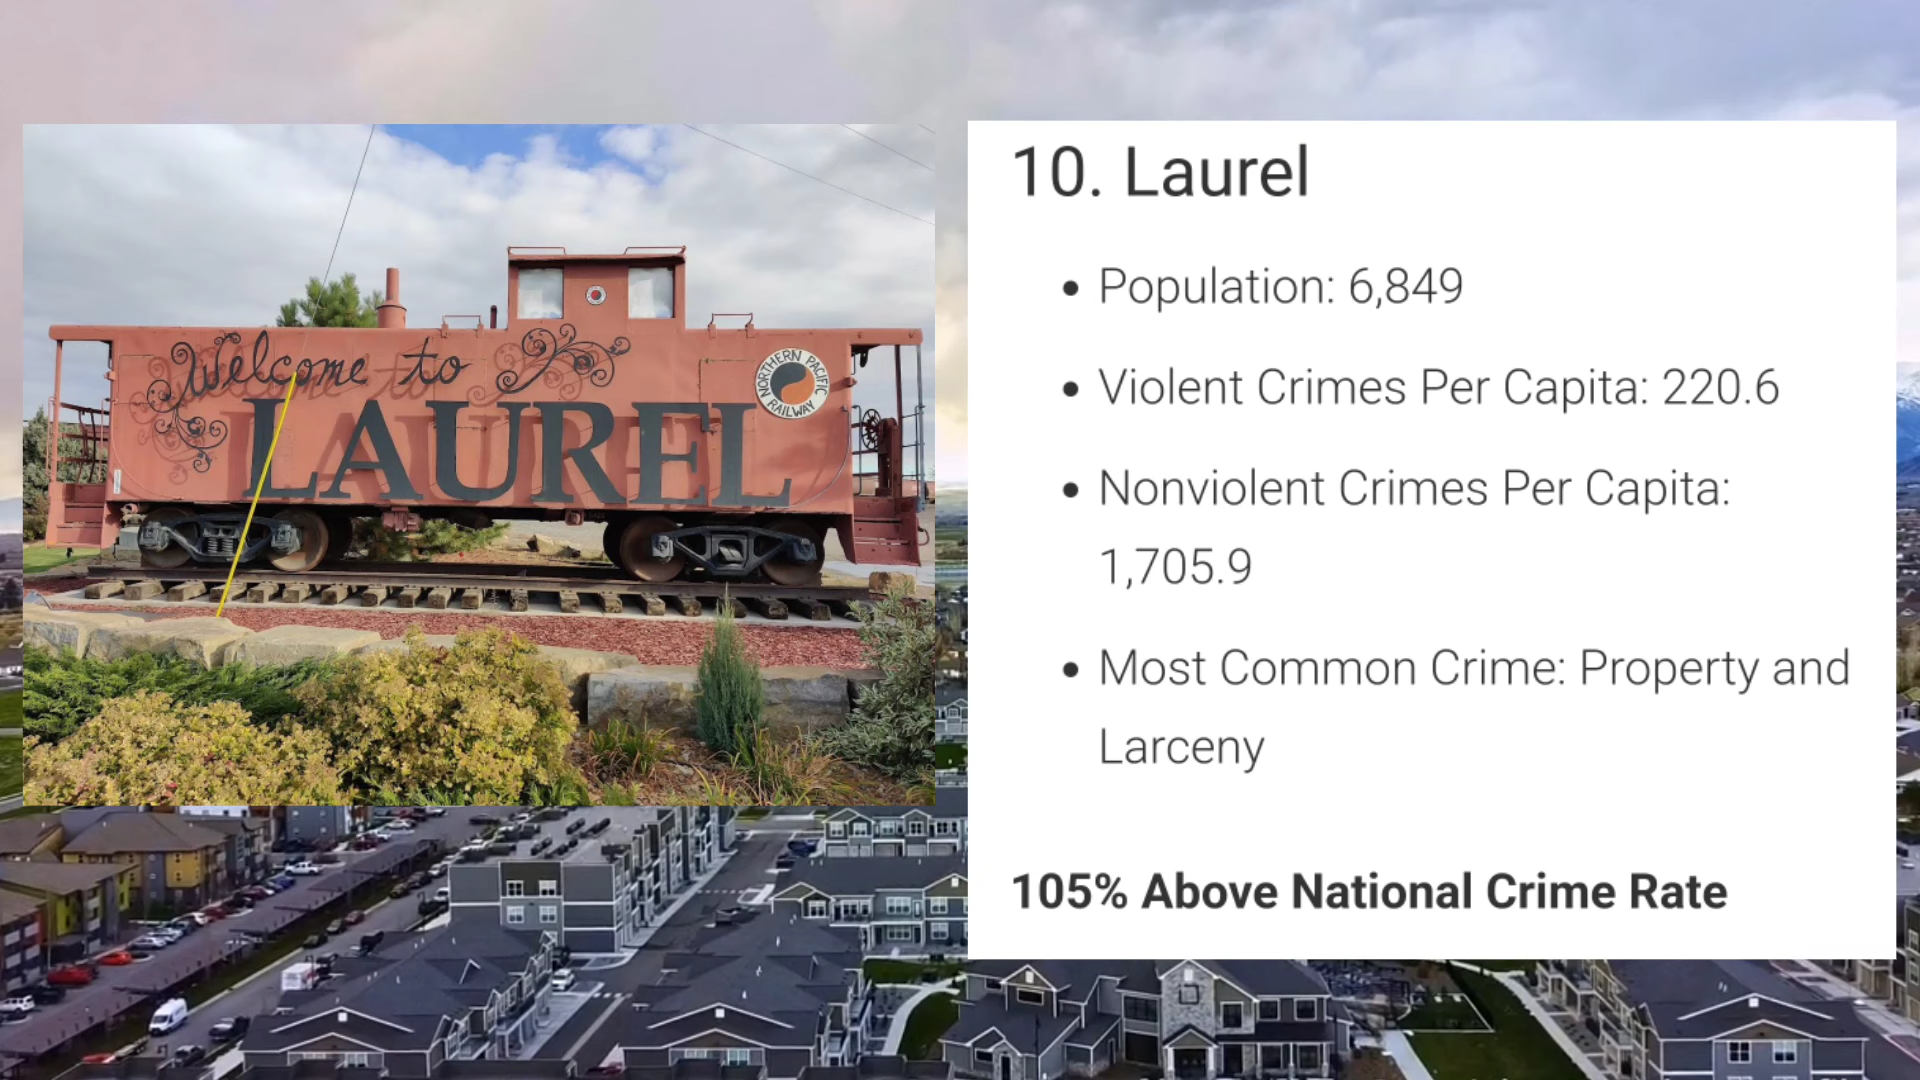 Welcome to
LAUREL
NORTHERN PACIFIC
RAILWAY
10. Laurel
• Population: 6,849
• Violent Crimes Per Capita: 220.6
• Nonviolent Crimes Per Capita:
1,705.9
• Most Common Crime: Property and
Larceny
105% Above National Crime Rate